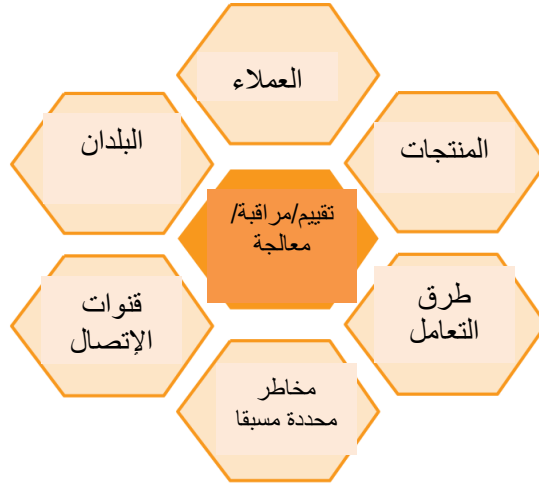 العملاء
المنتجات
البلدان
تقييم/مراقبة/
معالجة
طرق
التعامل
قنوات
الإتصال
مخاطر
محددة مسبقا